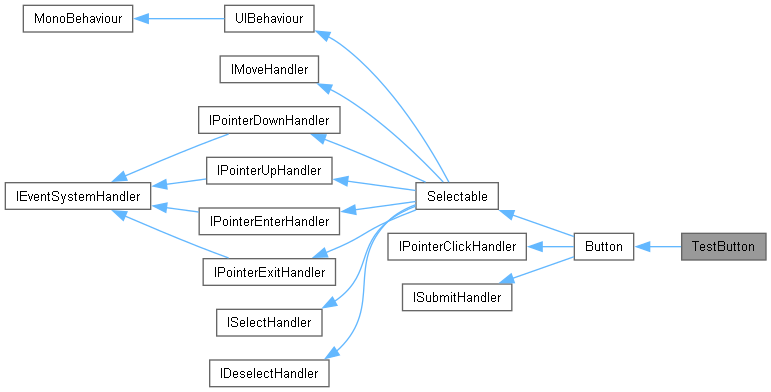 MonoBehaviour
UIBehaviour
IMoveHandler
IPointerDownHandler
IPointerUpHandler
IEventSystemHandler
Selectable
IPointerEnterHandler
IPointerClickHandler
Button
TestButton
IPointerExitHandler
ISubmitHandler
ISelectHandler
IDeselectHandler